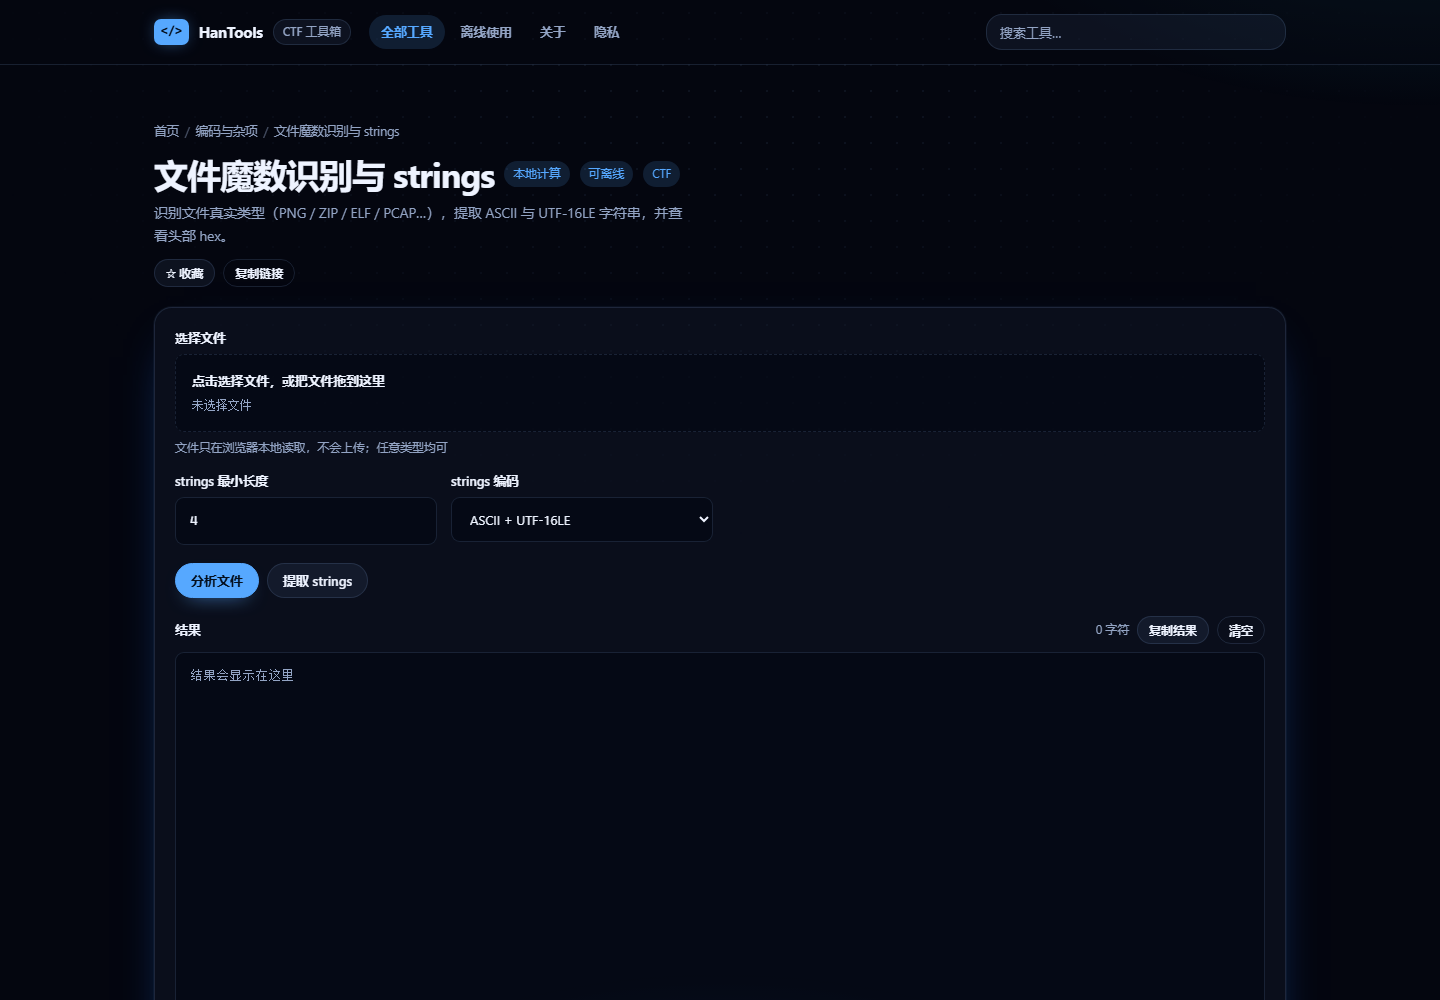 </> HanTools CTF 工具箱 全部工具 离线使用 关于 隐私 搜索工具...
首页 / 编码与杂项 / 文件魔数识别与 strings
文件魔数识别与 strings 本地计算 可离线 CTF
识别文件真实类型（PNG / ZIP / ELF / PCAP...），提取 ASCII 与 UTF-16LE 字符串，并查
看头部 hex。
☆ 收藏 复制链接
选择文件
点击选择文件，或把文件拖到这里
未选择文件
文件只在浏览器本地读取，不会上传；任意类型均可
strings 最小长度 strings 编码
4 ASCII + UTF-16LE
分析文件 提取 strings
结果 0 字符 复制结果 清空
结果会显示在这里